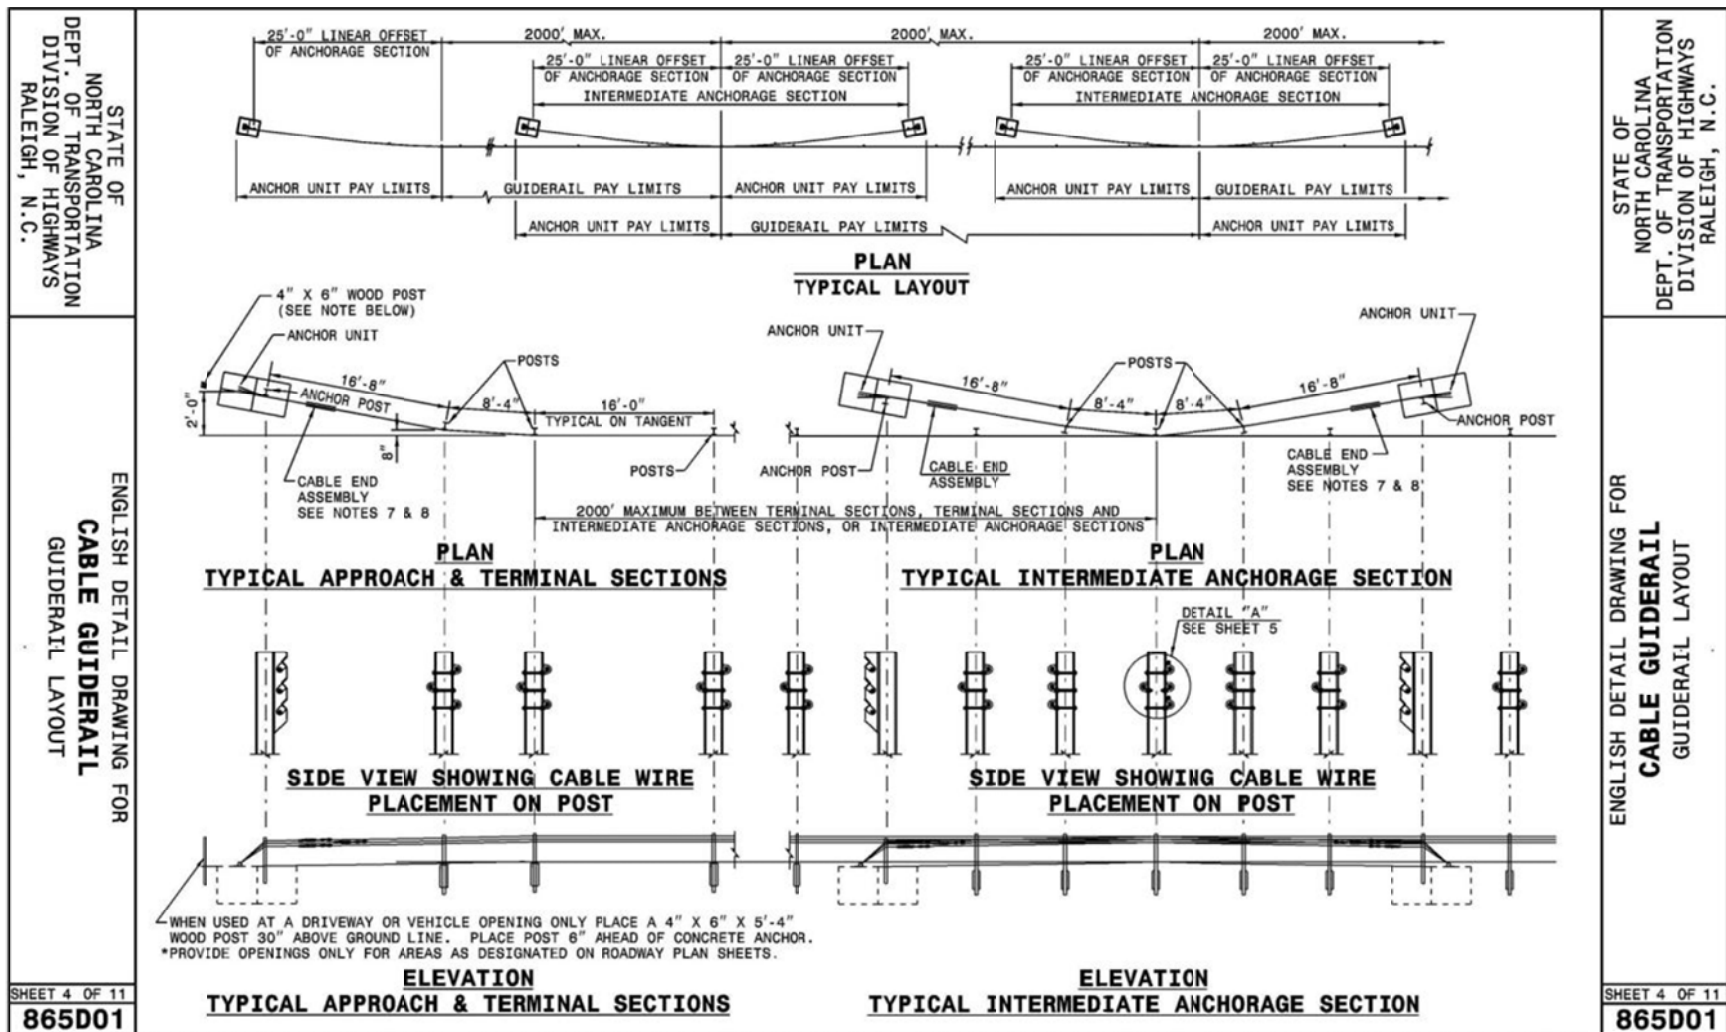 STATE OF
NORTH CAROLINA
DEPT. OF TRANSPORTATION
DIVISION OF HIGHWAYS
RALEIGH, N.C.
ENGLISH DETAIL DRAWING FOR
CABLE GUIDERAIL
GUIDERAIL LAYOUT
SHEET 4 OF 11
865D01
25'-0" LINEAR OFFSET
OF ANCHORAGE SECTION
2000' MAX.
2000' MAX.
2000' MAX.
25'-0" LINEAR OFFSET
OF ANCHORAGE SECTION
25'-0" LINEAR OFFSET
OF ANCHORAGE SECTION
25'-0" LINEAR OFFSET
OF ANCHORAGE SECTION
25'-0" LINEAR OFFSET
OF ANCHORAGE SECTION
INTERMEDIATE ANCHORAGE SECTION
INTERMEDIATE ANCHORAGE SECTION
ANCHOR UNIT PAY LIMITS
GUIDERAIL PAY LIMITS
ANCHOR UNIT PAY LIMITS
ANCHOR UNIT PAY LIMITS
GUIDERAIL PAY LIMITS
ANCHOR UNIT PAY LIMITS
GUIDERAIL PAY LIMITS
ANCHOR UNIT PAY LIMITS
PLAN
TYPICAL LAYOUT
4" X 6" WOOD POST
(SEE NOTE BELOW)
ANCHOR UNIT
POSTS
16'-8"
ANCHOR POST
8'-4"
16'-0"
TYPICAL ON TANGENT
2'-0"
8"
POSTS
CABLE END
ASSEMBLY
SEE NOTES 7 & 8
ANCHOR UNIT
ANCHOR UNIT
POSTS
16'-8"
16'-8"
8'-4"
8'-4"
ANCHOR POST
ANCHOR POST
CABLE END
ASSEMBLY
CABLE END
ASSEMBLY
SEE NOTES 7 & 8
2000' MAXIMUM BETWEEN TERMINAL SECTIONS, TERMINAL SECTIONS AND
INTERMEDIATE ANCHORAGE SECTIONS, OR INTERMEDIATE ANCHORAGE SECTIONS
PLAN
TYPICAL APPROACH & TERMINAL SECTIONS
PLAN
TYPICAL INTERMEDIATE ANCHORAGE SECTION
DETAIL "A"
SEE SHEET 5
SIDE VIEW SHOWING CABLE WIRE
PLACEMENT ON POST
SIDE VIEW SHOWING CABLE WIRE
PLACEMENT ON POST
WHEN USED AT A DRIVEWAY OR VEHICLE OPENING ONLY PLACE A 4" X 6" X 5'-4"
WOOD POST 30" ABOVE GROUND LINE. PLACE POST 6" AHEAD OF CONCRETE ANCHOR.
*PROVIDE OPENINGS ONLY FOR AREAS AS DESIGNATED ON ROADWAY PLAN SHEETS.
ELEVATION
TYPICAL APPROACH & TERMINAL SECTIONS
ELEVATION
TYPICAL INTERMEDIATE ANCHORAGE SECTION
STATE OF
NORTH CAROLINA
DEPT. OF TRANSPORTATION
DIVISION OF HIGHWAYS
RALEIGH, N.C.
ENGLISH DETAIL DRAWING FOR
CABLE GUIDERAIL
GUIDERAIL LAYOUT
SHEET 4 OF 11
865D01